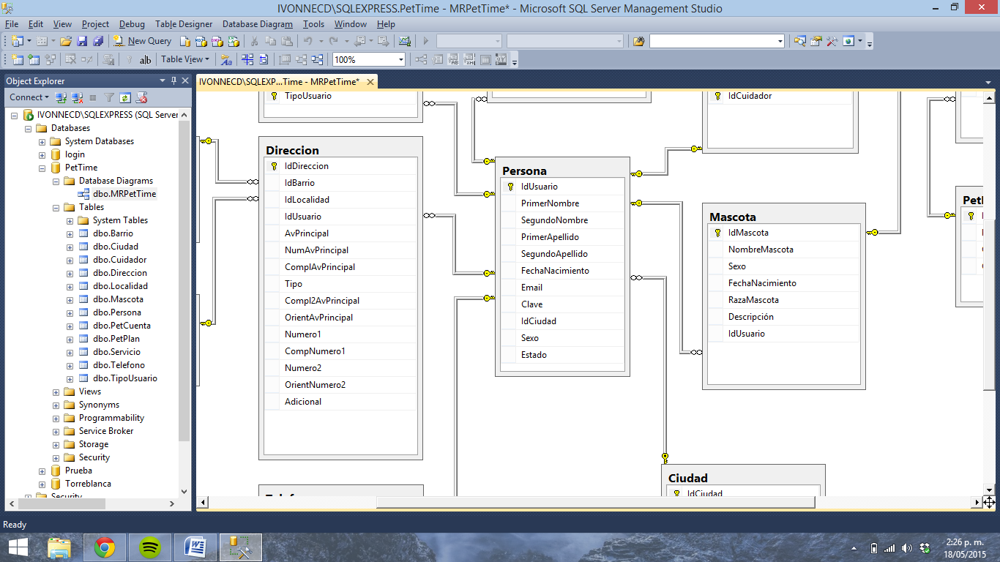 IVONNECD\SQLEXPRESS.PetTime - MRPetTime* - Microsoft SQL Server Management Studio
File Edit View Project Debug Table Designer Database Diagram Tools Window Help
New Query
ab| Table View 100%
Object Explorer
Connect
IVONNECD\SQLEXPRESS (SQL Server
Databases
System Databases
login
PetTime
Database Diagrams
dbo.MRPetTime
Tables
System Tables
dbo.Barrio
dbo.Ciudad
dbo.Cuidador
dbo.Direccion
dbo.Localidad
dbo.Mascota
dbo.Persona
dbo.PetCuenta
dbo.PetPlan
dbo.Servicio
dbo.Telefono
dbo.TipoUsuario
Views
Synonyms
Programmability
Service Broker
Storage
Security
Prueba
Torreblanca
Security
IVONNECD\SQLEXP...Time - MRPetTime*
TipoUsuario
Direccion
IdDireccion
IdBarrio
IdLocalidad
IdUsuario
AvPrincipal
NumAvPrincipal
ComplAvPrincipal
Tipo
Compl2AvPrincipal
OrientAvPrincipal
Numero1
CompNumero1
Numero2
OrientNumero2
Adicional
Persona
IdUsuario
PrimerNombre
SegundoNombre
PrimerApellido
SegundoApellido
FechaNacimiento
Email
Clave
IdCiudad
Sexo
Estado
IdCuidador
Mascota
IdMascota
NombreMascota
Sexo
FechaNacimiento
RazaMascota
Descripción
IdUsuario
Ciudad
IdCiudad
Ready
2:26 p. m.
18/05/2015